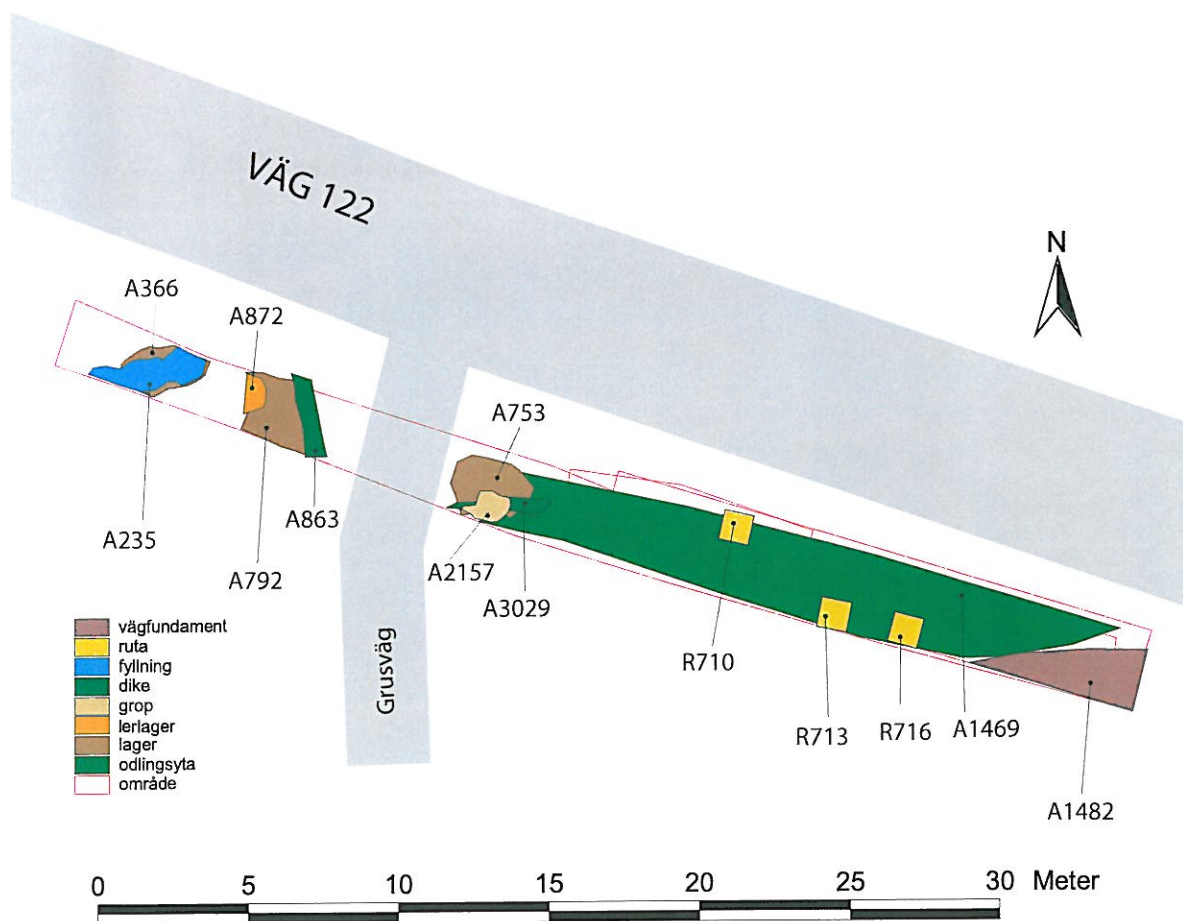 VÄG 122
N
A366
A872
A753
A235
A792
A863
A2157
A3029
R710
R713
R716
A1469
A1482
Grusväg
vägfundament
ruta
fyllning
dike
grop
lerlager
lager
odlingsyta
område
0 5 10 15 20 25 30 Meter